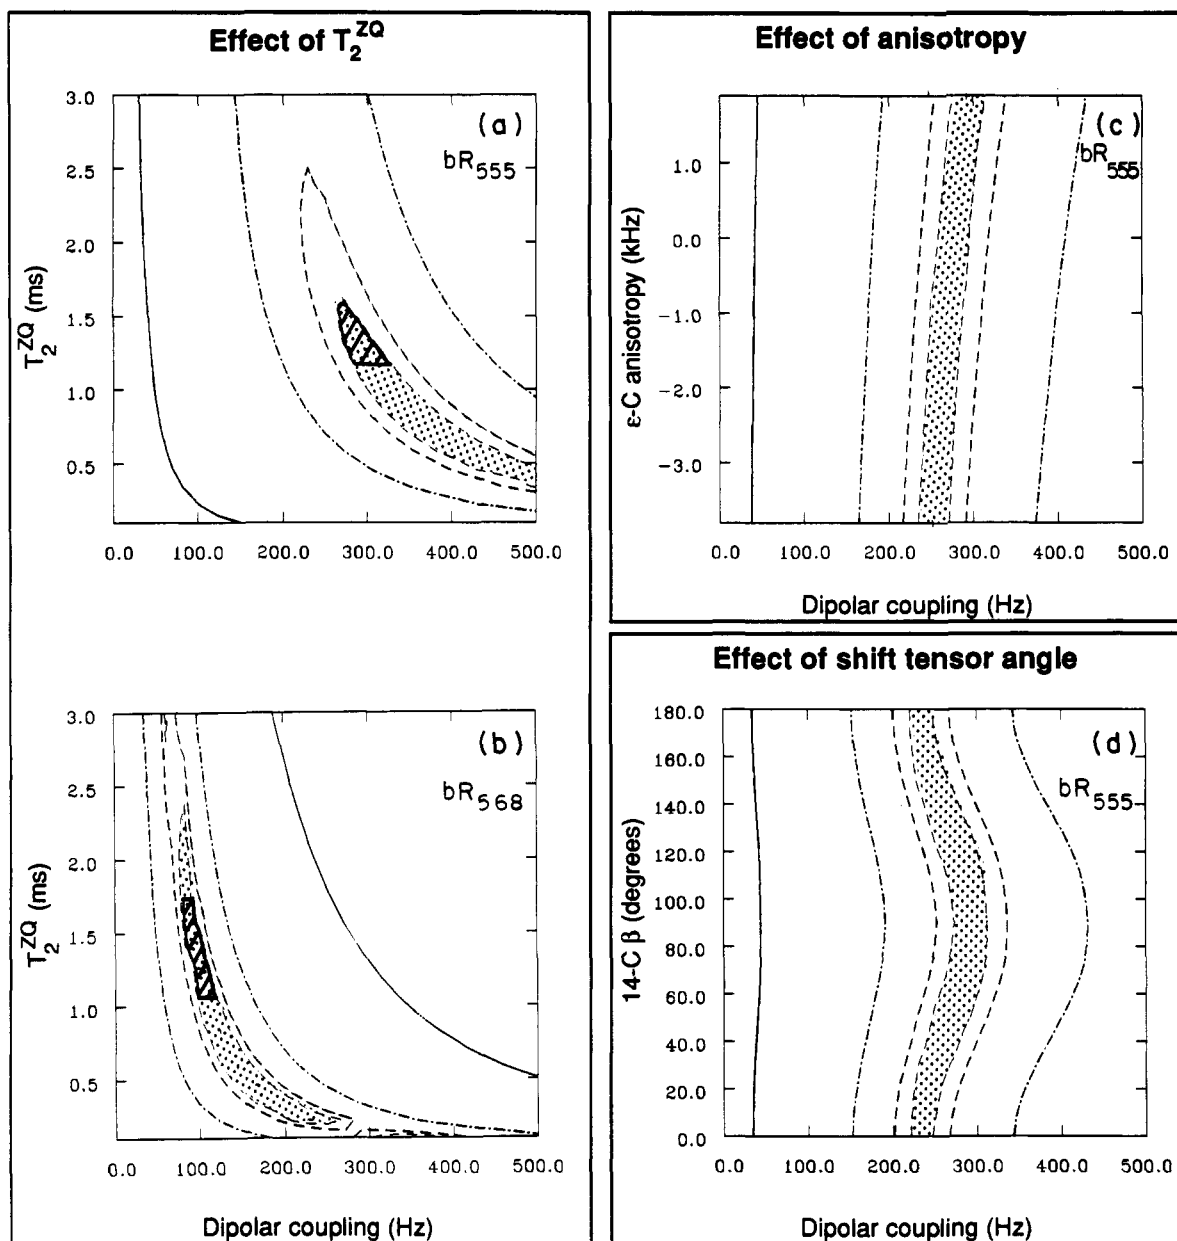 Effect of T₂^ZQ
(a)
bR₅₅₅
T₂^ZQ (ms)
3.0
2.5
2.0
1.5
1.0
0.5
0.0 100.0 200.0 300.0 400.0 500.0
(b)
bR₅₆₈
T₂^ZQ (ms)
3.0
2.5
2.0
1.5
1.0
0.5
0.0 100.0 200.0 300.0 400.0 500.0
Dipolar coupling (Hz)
Effect of anisotropy
(c)
bR₅₅₅
ε-C anisotropy (kHz)
1.0
0.0
-1.0
-2.0
-3.0
0.0 100.0 200.0 300.0 400.0 500.0
Dipolar coupling (Hz)
Effect of shift tensor angle
(d)
bR₅₅₅
14-C β (degrees)
180.0
160.0
120.0
100.0
80.0
60.0
40.0
20.0
0.0
0.0 100.0 200.0 300.0 400.0 500.0
Dipolar coupling (Hz)